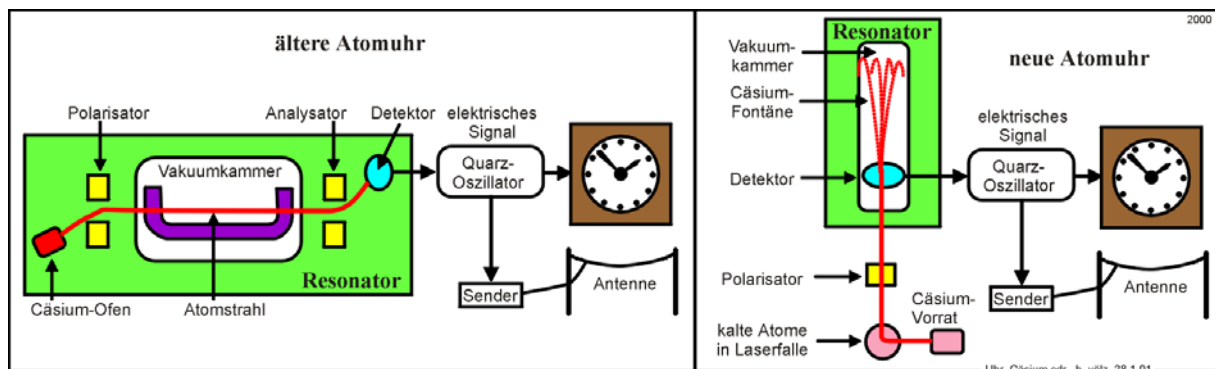 ältere Atomuhr
Polarisator
Analysator
Detektor
elektrisches
Signal
Vakuumkammer
Quarz-
Oszillator
Resonator
Cäsium-Ofen
Atomstrahl
Sender
Antenne
2000
Resonator
neue Atomuhr
Vakuum-
kammer
Cäsium-
Fontäne
elektrisches
Signal
Detektor
Quarz-
Oszillator
Polarisator
Cäsium-
Vorrat
kalte Atome
in Laserfalle
Sender
Antenne